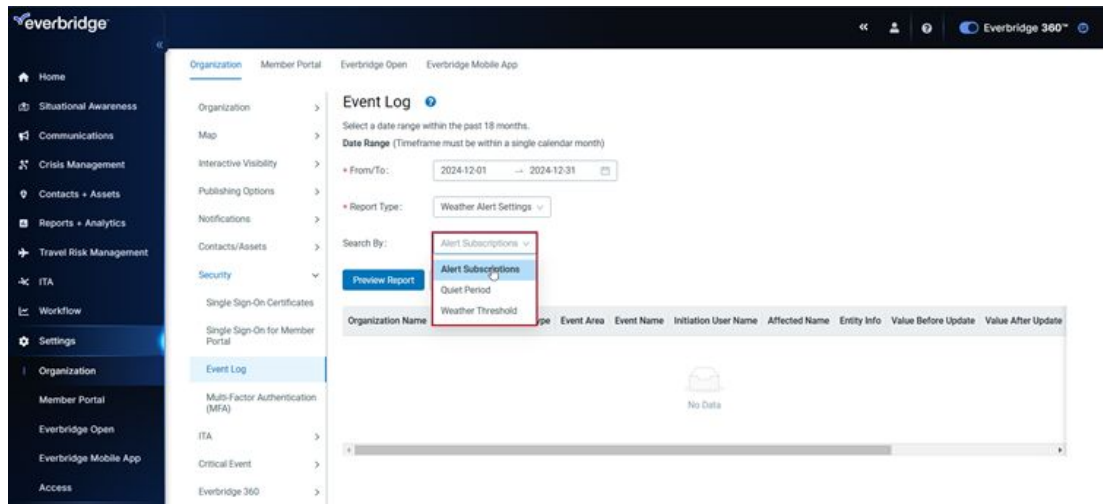 everbridge
Everbridge 360™
Home
Situational Awareness
Communications
Crisis Management
Contacts + Assets
Reports + Analytics
Travel Risk Management
ITA
Workflow
Settings
Organization
Member Portal
Everbridge Open
Everbridge Mobile App
Access
Organization Member Portal Everbridge Open Everbridge Mobile App
Organization
Map
Interactive Visibility
Publishing Options
Notifications
Contacts/Assets
Security
Single Sign-On Certificates
Single Sign-On for Member
Portal
Event Log
Multi-Factor Authentication
(MFA)
ITA
Critical Event
Everbridge 360
Event Log
Select a date range within the past 18 months.
Date Range (Timeframe must be within a single calendar month)
* From/To: 2024-12-01 → 2024-12-31
* Report Type: Weather Alert Settings
Search By: Alert Subscriptions
Alert Subscriptions
Quiet Period
Weather Threshold
Preview Report
Organization Name Event Area Event Name Initiation User Name Affected Name Entity Info Value Before Update Value After Update
No Data